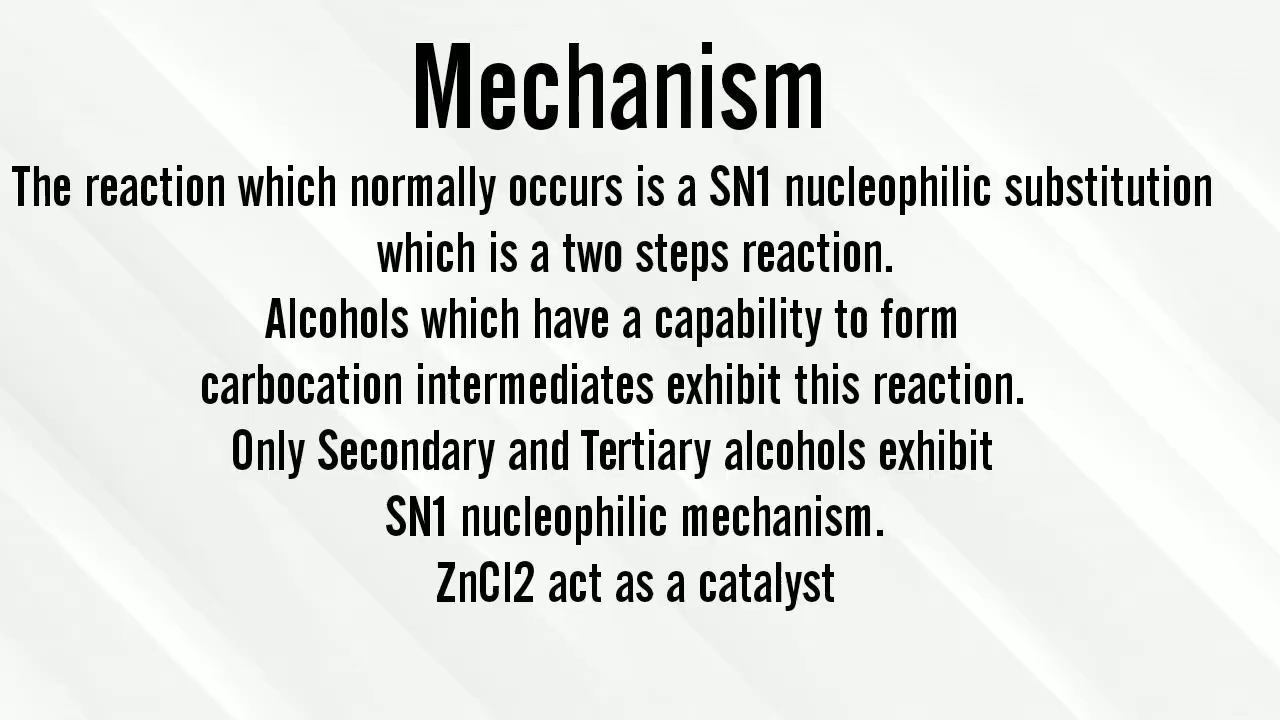 Mechanism
The reaction which normally occurs is a SN1 nucleophilic substitution
which is a two steps reaction.
Alcohols which have a capability to form
carbocation intermediates exhibit this reaction.
Only Secondary and Tertiary alcohols exhibit
SN1 nucleophilic mechanism.
ZnCl2 act as a catalyst